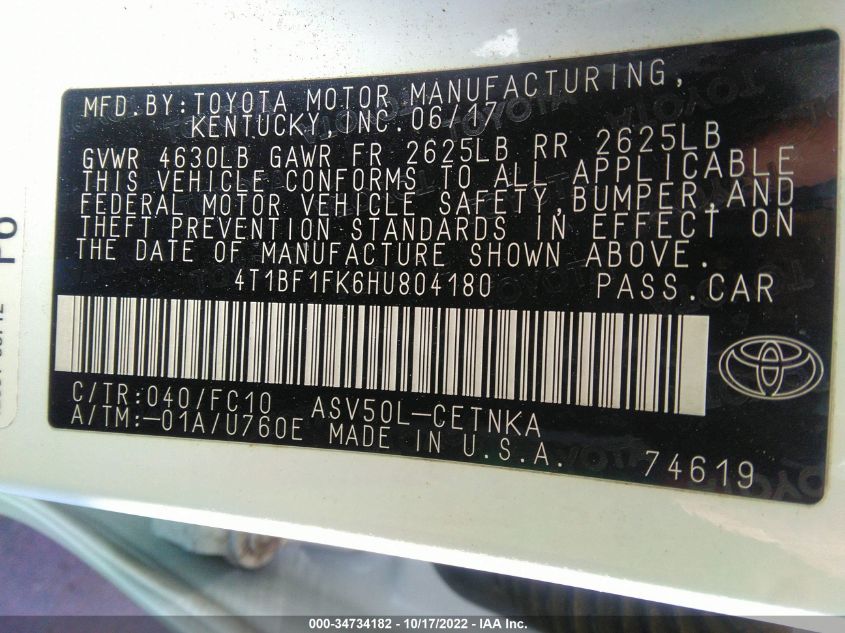 MFD.BY:TOYOTA MOTOR MANUFACTURING,
KENTUCKY,INC.06/17
GVWR 4630LB GAWR FR 2625LB RR 2625LB
THIS VEHICLE CONFORMS TO ALL APPLICABLE
FEDERAL MOTOR VEHICLE SAFETY,BUMPER,AND
THEFT PREVENTION STANDARDS IN EFFECT ON
THE DATE OF MANUFACTURE SHOWN ABOVE.
4T1BF1FK6HU804180 PASS.CAR
C/TR:040/FC10 ASV50L-CETNKA
A/TM:-01A/U760E MADE IN U.S.A. 74619
000-34734182 - 10/17/2022 - IAA Inc.